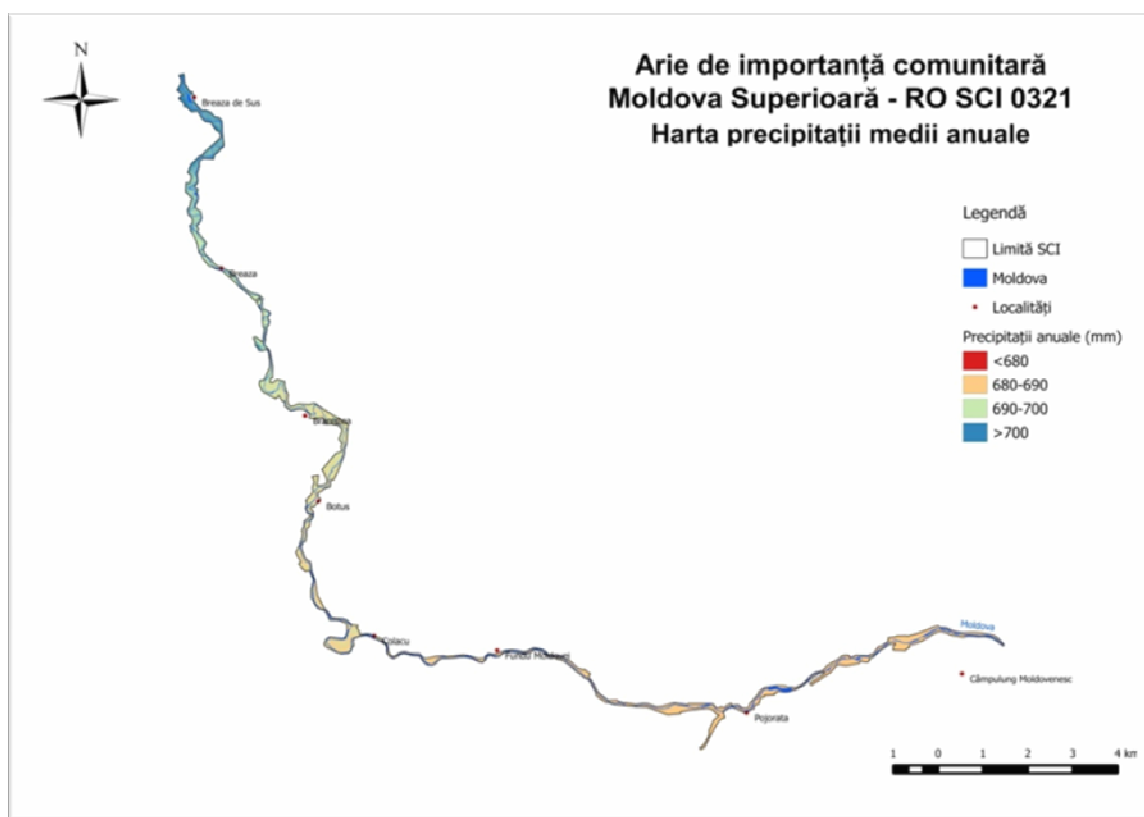 N
Arie de importanță comunitară
Moldova Superioară - RO SCI 0321
Harta precipitații medii anuale
Breaza de Sus
Legendă
Limită SCI
Moldova
Localități
Precipitații anuale (mm)
<680
680-690
690-700
>700
Breaza
Botus
Moldova
Colacu
Fundu Moldovei
Câmpulung Moldovenesc
Pojorata
1 0 1 2 3 4 km